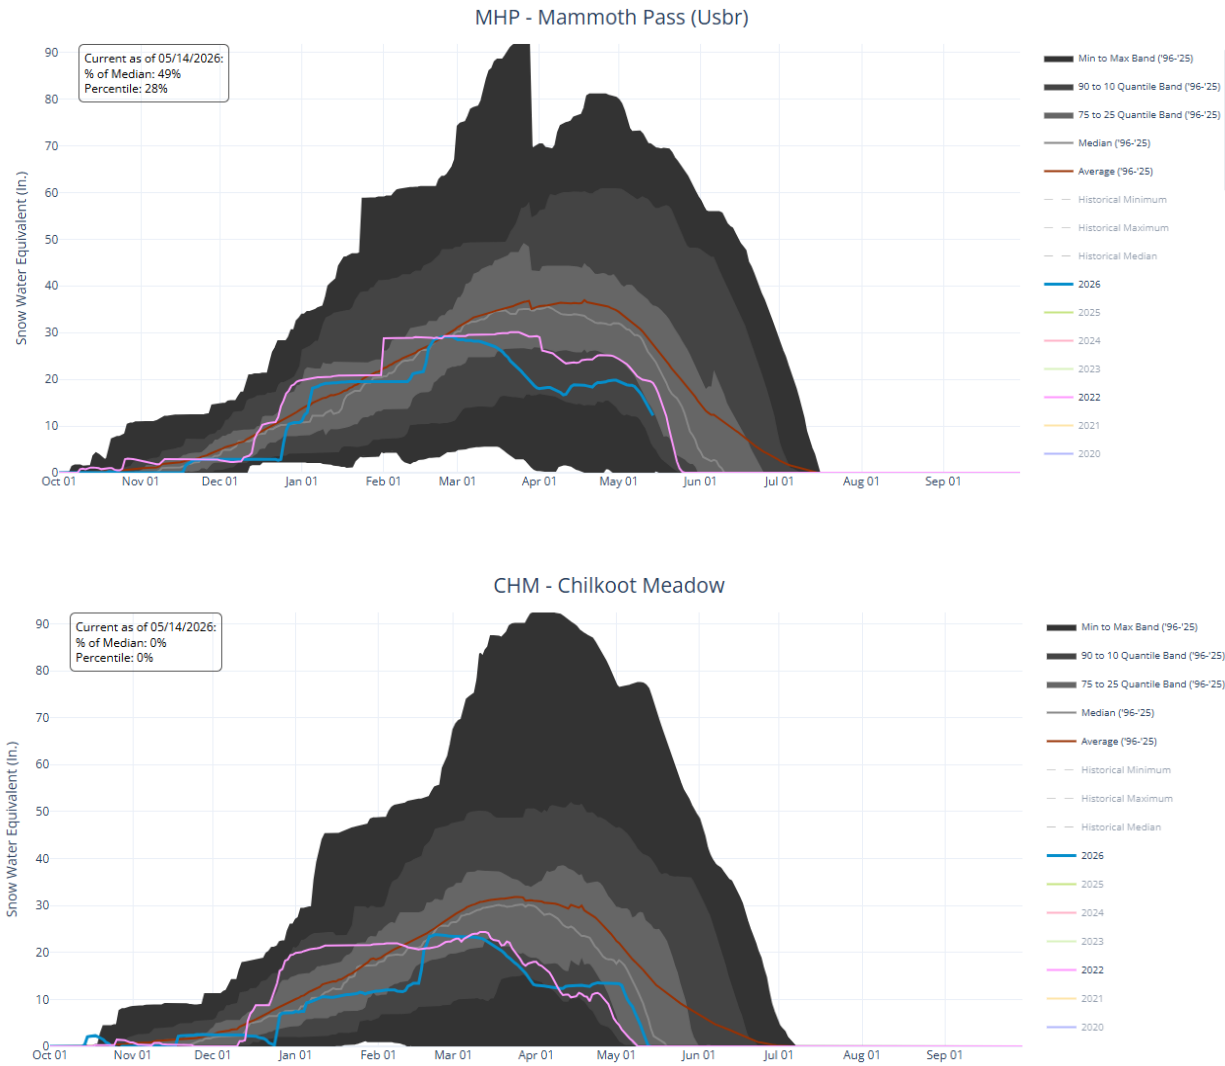 MHP - Mammoth Pass (Usbr)
Current as of 05/14/2026:
% of Median: 49%
Percentile: 28%
Snow Water Equivalent (In.)
90
80
70
60
50
40
30
20
10
0
Oct 01 Nov 01 Dec 01 Jan 01 Feb 01 Mar 01 Apr 01 May 01 Jun 01 Jul 01 Aug 01 Sep 01
Min to Max Band ('96-'25)
90 to 10 Quantile Band ('96-'25)
75 to 25 Quantile Band ('96-'25)
Median ('96-'25)
Average ('96-'25)
Historical Minimum
Historical Maximum
Historical Median
2026
2025
2024
2023
2022
2021
2020
CHM - Chilkoot Meadow
Current as of 05/14/2026:
% of Median: 0%
Percentile: 0%
Snow Water Equivalent (In.)
90
80
70
60
50
40
30
20
10
0
Oct 01 Nov 01 Dec 01 Jan 01 Feb 01 Mar 01 Apr 01 May 01 Jun 01 Jul 01 Aug 01 Sep 01
Min to Max Band ('96-'25)
90 to 10 Quantile Band ('96-'25)
75 to 25 Quantile Band ('96-'25)
Median ('96-'25)
Average ('96-'25)
Historical Minimum
Historical Maximum
Historical Median
2026
2025
2024
2023
2022
2021
2020